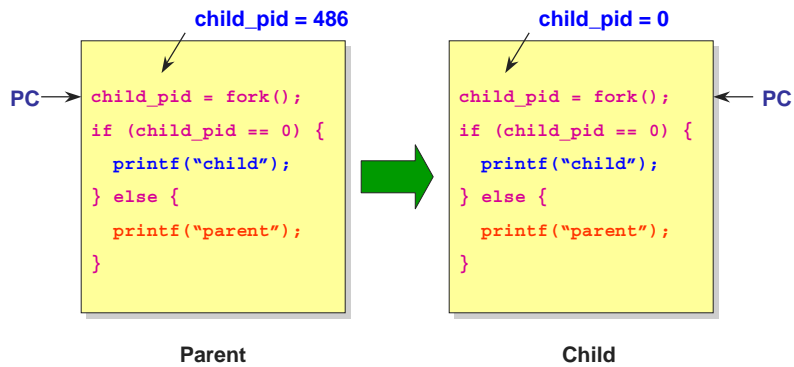 child_pid = 486
PC
child_pid = fork();
if (child_pid == 0) {
printf(“child”);
} else {
printf(“parent”);
}
Parent
child_pid = 0
PC
child_pid = fork();
if (child_pid == 0) {
printf(“child”);
} else {
printf(“parent”);
}
Child